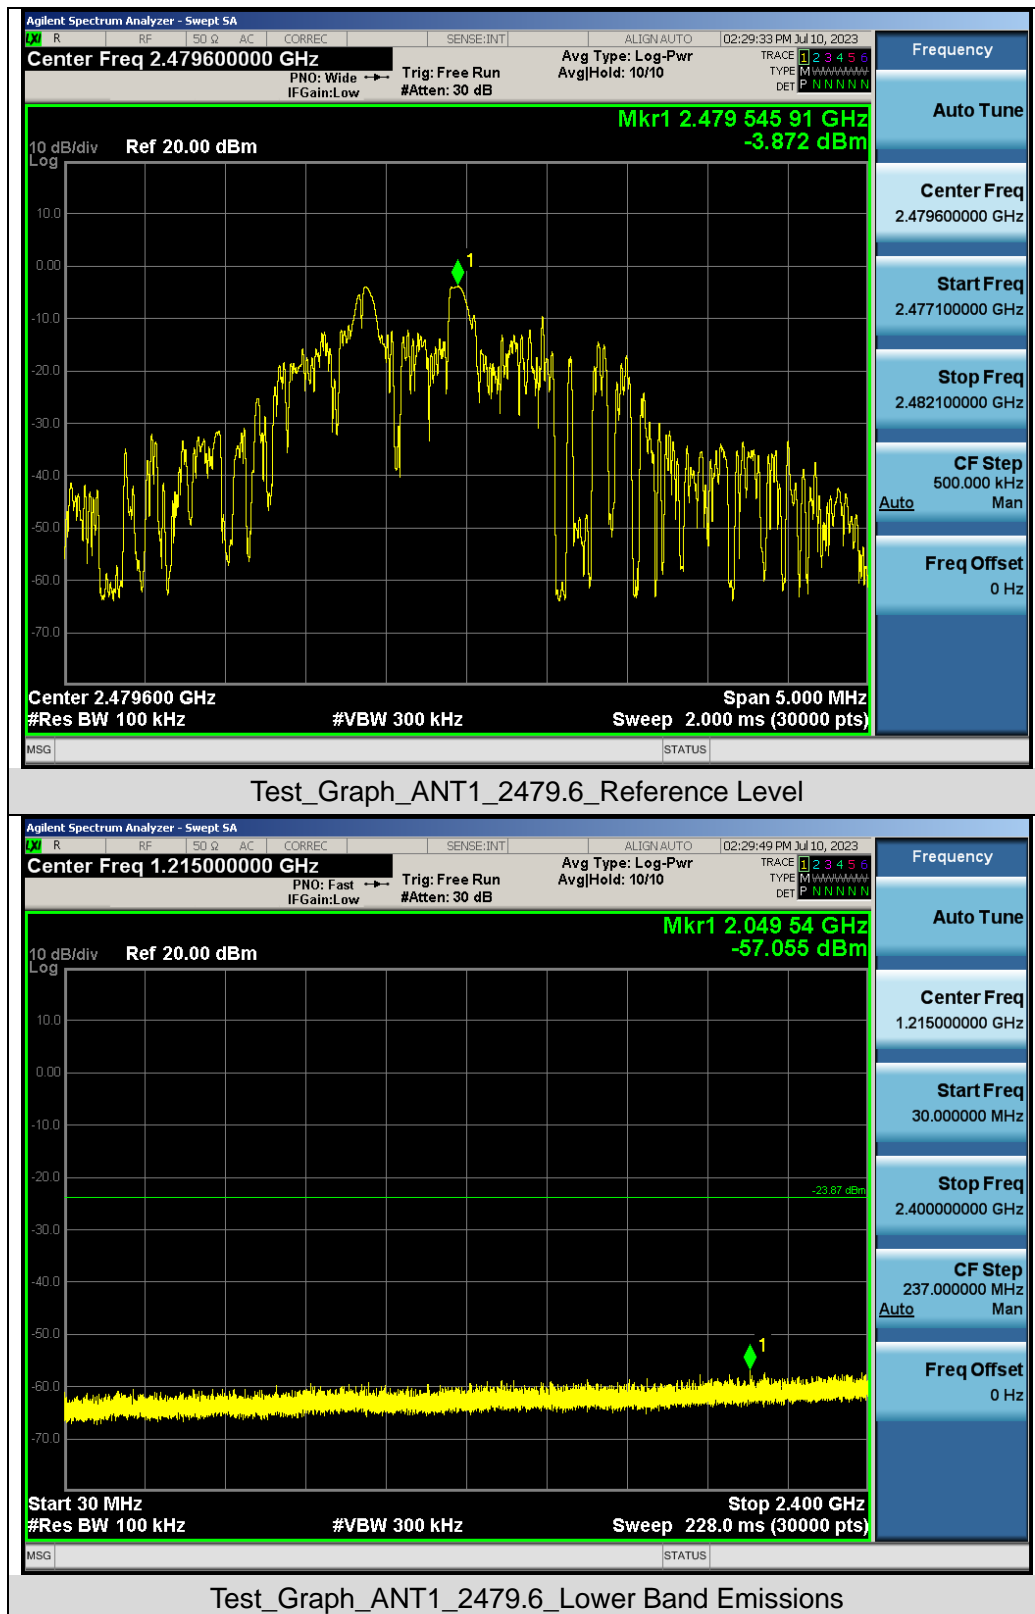 Agilent Spectrum Analyzer - Swept SA
LXI R RF 50 Ω AC CORREC SENSE:INT ALIGN AUTO 02:29:33 PM Jul 10, 2023
Center Freq 2.479600000 GHz
PNO: Wide
IFGain:Low
Trig: Free Run
#Atten: 30 dB
Avg Type: Log-Pwr
Avg|Hold: 10/10
TRACE 1 2 3 4 5 6
TYPE M WWWWW
DET P N N N N N
Frequency
Auto Tune
Center Freq
2.479600000 GHz
Start Freq
2.477100000 GHz
Stop Freq
2.482100000 GHz
CF Step
500.000 kHz
Auto Man
Freq Offset
0 Hz
Mkr1 2.479 545 91 GHz
-3.872 dBm
10 dB/div Ref 20.00 dBm
Log
10.0
0.00
-10.0
-20.0
-30.0
-40.0
-50.0
-60.0
-70.0
1
Center 2.479600 GHz Span 5.000 MHz
#Res BW 100 kHz #VBW 300 kHz Sweep 2.000 ms (30000 pts)
MSG STATUS
Test_Graph_ANT1_2479.6_Reference Level
Agilent Spectrum Analyzer - Swept SA
LXI R RF 50 Ω AC CORREC SENSE:INT ALIGN AUTO 02:29:49 PM Jul 10, 2023
Center Freq 1.215000000 GHz
PNO: Fast
IFGain:Low
Trig: Free Run
#Atten: 30 dB
Avg Type: Log-Pwr
Avg|Hold: 10/10
TRACE 1 2 3 4 5 6
TYPE M WWWWW
DET P N N N N N
Frequency
Auto Tune
Center Freq
1.215000000 GHz
Start Freq
30.000000 MHz
Stop Freq
2.400000000 GHz
CF Step
237.000000 MHz
Auto Man
Freq Offset
0 Hz
Mkr1 2.049 54 GHz
-57.055 dBm
10 dB/div Ref 20.00 dBm
Log
10.0
0.00
-10.0
-20.0
-23.87 dBm
-30.0
-40.0
-50.0
1
-60.0
-70.0
Start 30 MHz Stop 2.400 GHz
#Res BW 100 kHz #VBW 300 kHz Sweep 228.0 ms (30000 pts)
MSG STATUS
Test_Graph_ANT1_2479.6_Lower Band Emissions